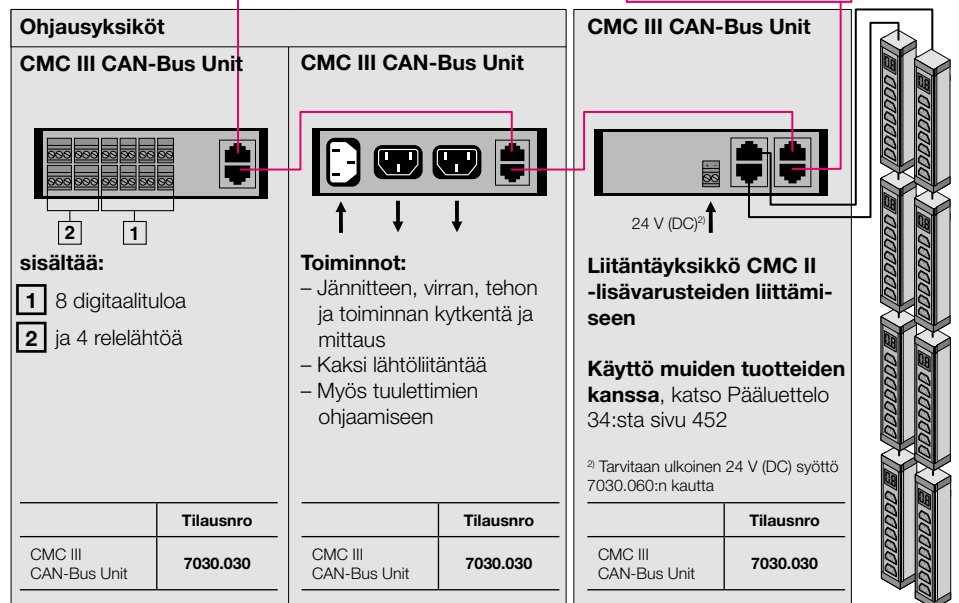 Ohjausyksiköt
CMC III CAN-Bus Unit
2
1
sisältää:
1 8 digitaalituloa
2 ja 4 relelähtöä
Tilausnro
CMC III
CAN-Bus Unit
7030.030
CMC III CAN-Bus Unit
Toiminnot:
– Jännitteen, virran, tehon
ja toiminnan kytkentä ja
mittaus
– Kaksi lähtöliitäntää
– Myös tuulettimien
ohjaamiseen
Tilausnro
CMC III
CAN-Bus Unit
7030.030
CMC III CAN-Bus Unit
24 V (DC)2)
Liitäntäyksikkö CMC II
-lisävarusteiden liittämi-
seen
Käyttö muiden tuotteiden
kanssa, katso Pääluettelo
34:sta sivu 452
2) Tarvitaan ulkoinen 24 V (DC) syöttö
7030.060:n kautta
Tilausnro
CMC III
CAN-Bus Unit
7030.030